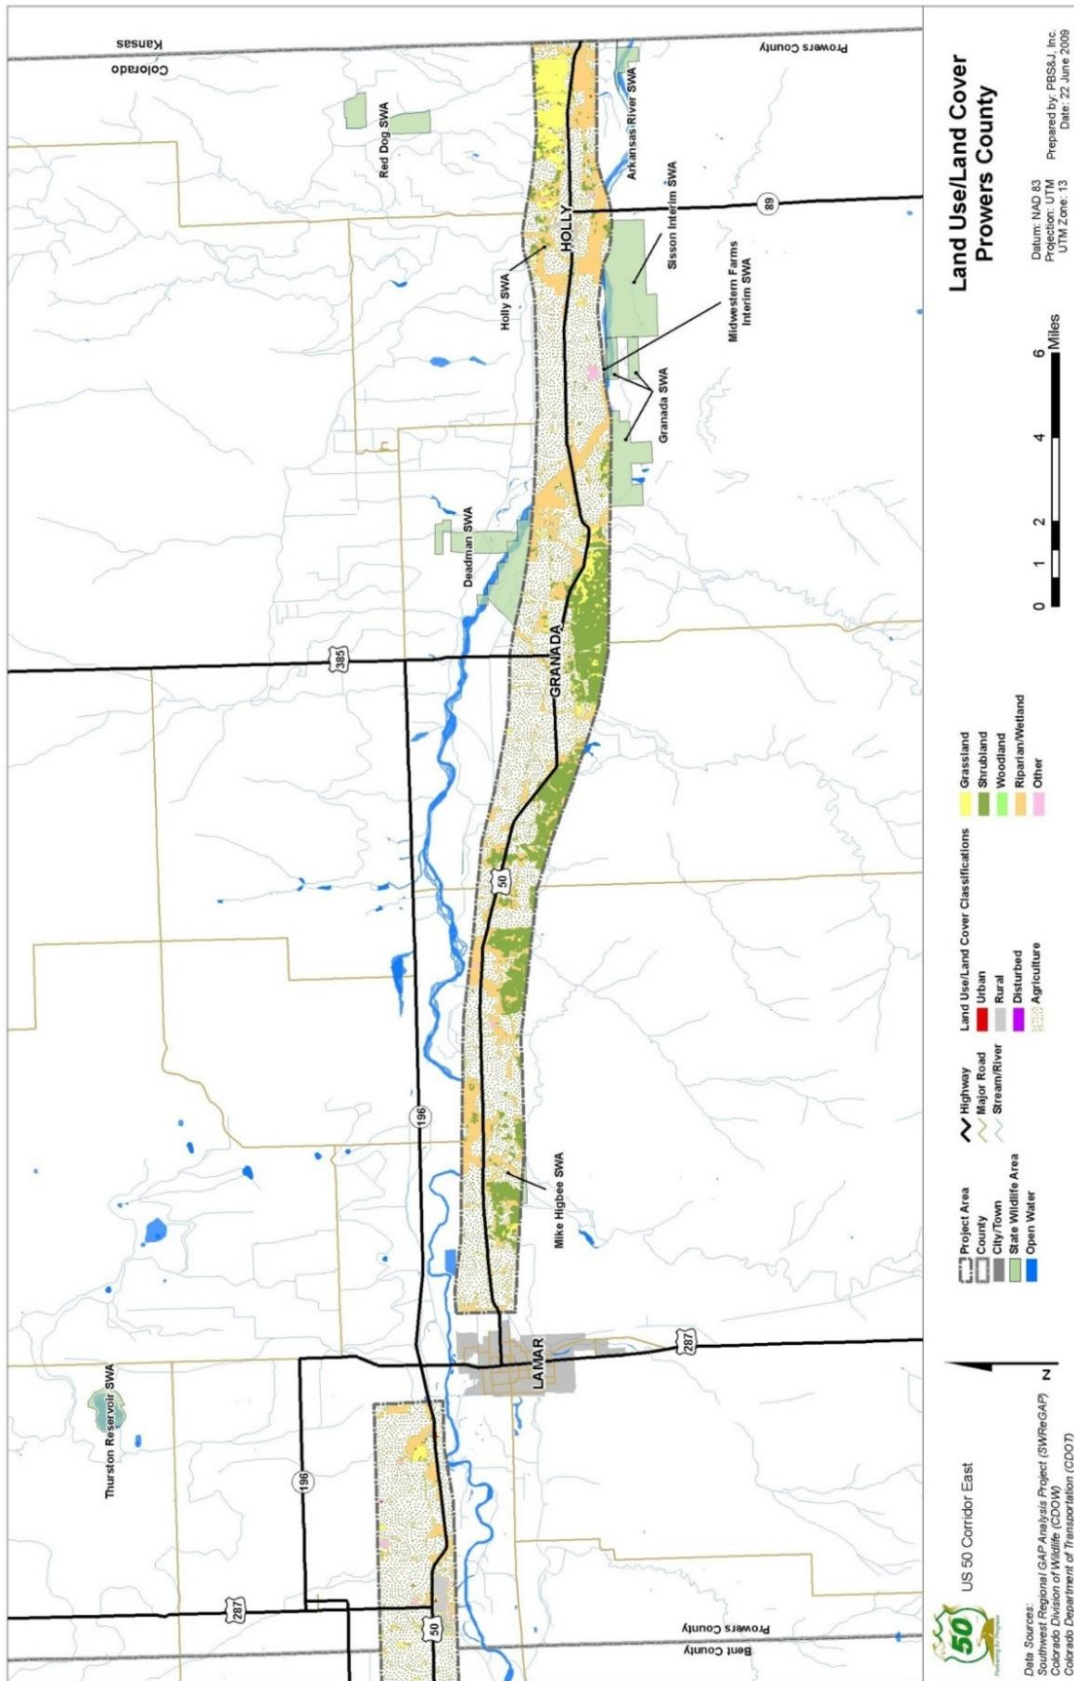 Kansas
Colorado
Prowers County
Red Dog SWA
Arkansas River SWA
HOLLY
89
Holly SWA
Sisson Interim SWA
Midwestern Farms
Interim SWA
Granada SWA
Deadman SWA
385
GRANADA
50
196
Mike Higbee SWA
Thurston Reservoir SWA
LAMAR
287
196
287
50
Prowers County
Bent County
US 50 Corridor East
50
Data Sources:
Southwest Regional GAP Analysis Project (SWReGAP)
Colorado Division of Wildlife (CDOW)
Colorado Department of Transportation (CDOT)
N
Project Area
County
City/Town
State Wildlife Area
Open Water
Highway
Major Road
Stream/River
Land Use/Land Cover Classifications
Urban
Rural
Disturbed
Agriculture
Grassland
Shrubland
Woodland
Riparian/Wetland
Other
0 1 2 4 6
Miles
Land Use/Land Cover
Prowers County
Datum: NAD 83
Projection: UTM
UTM Zone: 13
Prepared by: PBS&J, Inc.
Date: 22 June 2009